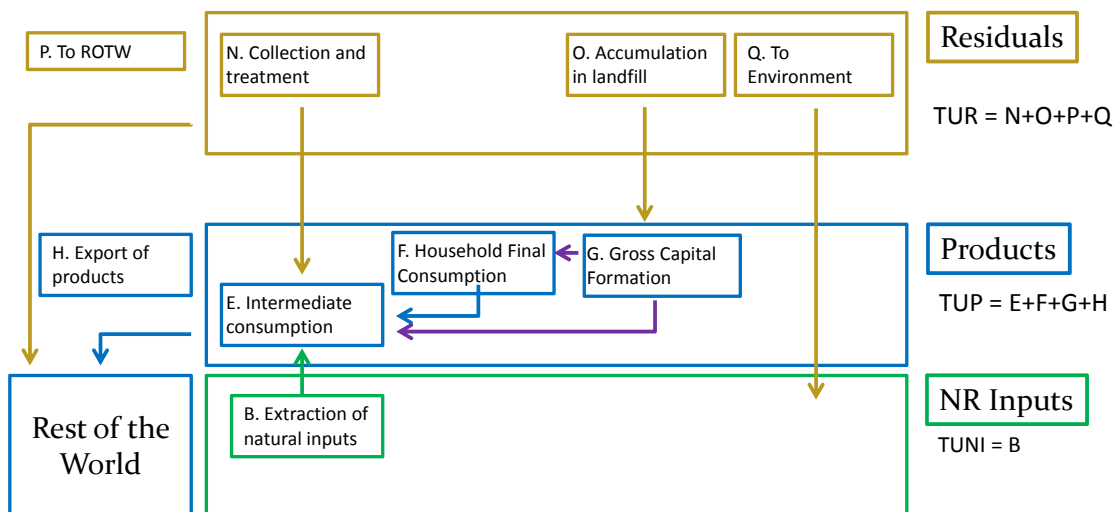 P. To ROTW
N. Collection and
treatment
O. Accumulation
in landfill
Q. To
Environment
Residuals
TUR = N+O+P+Q
H. Export of
products
F. Household Final
Consumption
G. Gross Capital
Formation
E. Intermediate
consumption
Products
TUP = E+F+G+H
Rest of the
World
B. Extraction of
natural inputs
NR Inputs
TUNI = B